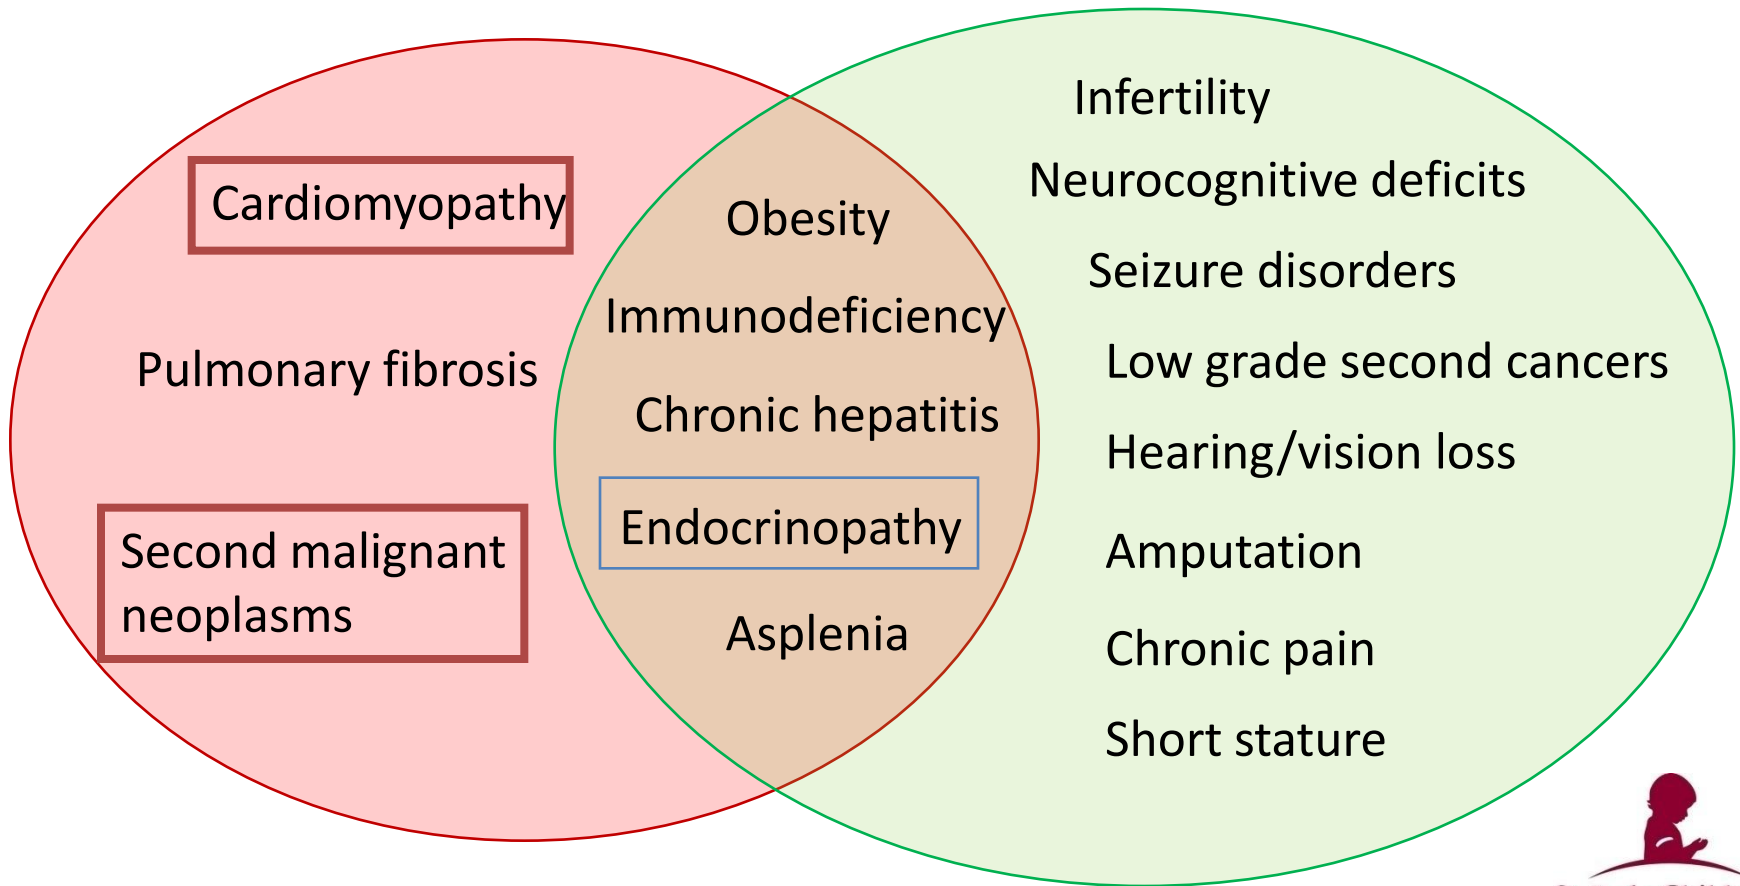 Cardiomyopathy
Pulmonary fibrosis
Second malignant
neoplasms
Obesity
Immunodeficiency
Chronic hepatitis
Endocrinopathy
Asplenia
Infertility
Neurocognitive deficits
Seizure disorders
Low grade second cancers
Hearing/vision loss
Amputation
Chronic pain
Short stature